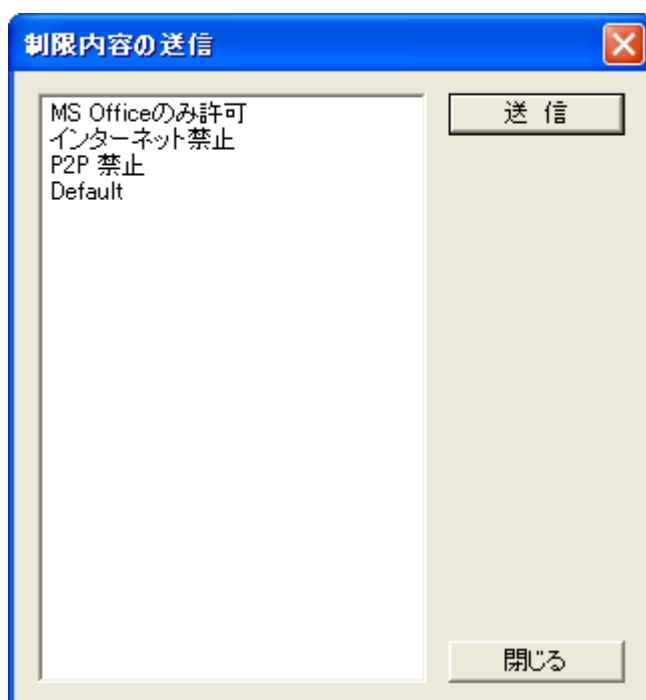 制限内容の送信
MS Officeのみ許可
インターネット禁止
P2P 禁止
Default
送 信
閉じる